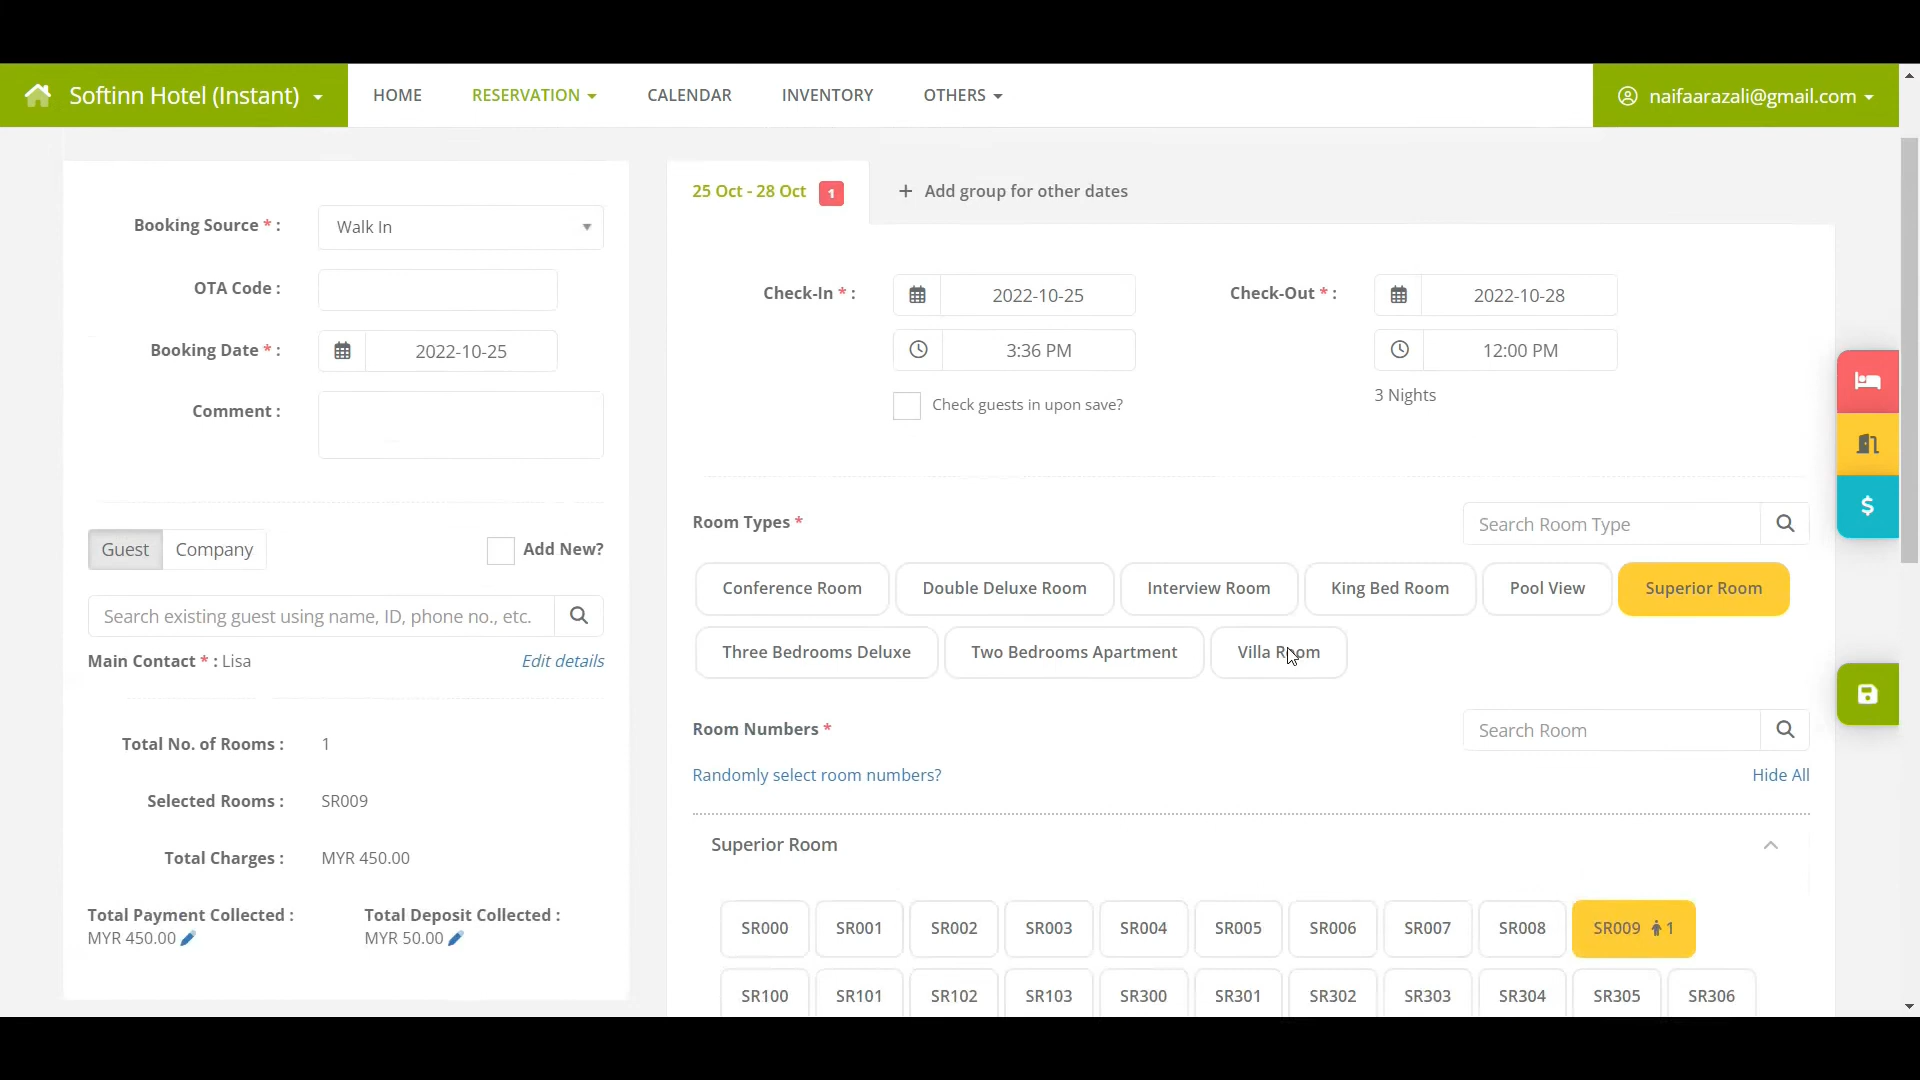 Softinn Hotel (Instant)
HOME
RESERVATION
CALENDAR
INVENTORY
OTHERS
naifaarazali@gmail.com
Booking Source * :
Walk In
OTA Code :
Booking Date * :
2022-10-25
Comment :
Guest
Company
Add New?
Search existing guest using name, ID, phone no., etc.
Main Contact * : Lisa
Edit details
Total No. of Rooms :
1
Selected Rooms :
SR009
Total Charges :
MYR 450.00
Total Payment Collected :
MYR 450.00
Total Deposit Collected :
MYR 50.00
25 Oct - 28 Oct
1
+ Add group for other dates
Check-In * :
2022-10-25
3:36 PM
Check guests in upon save?
Check-Out * :
2022-10-28
12:00 PM
3 Nights
Room Types *
Search Room Type
Conference Room
Double Deluxe Room
Interview Room
King Bed Room
Pool View
Superior Room
Three Bedrooms Deluxe
Two Bedrooms Apartment
Villa Room
Room Numbers *
Search Room
Randomly select room numbers?
Hide All
Superior Room
SR000
SR001
SR002
SR003
SR004
SR005
SR006
SR007
SR008
SR009 1
SR100
SR101
SR102
SR103
SR300
SR301
SR302
SR303
SR304
SR305
SR306
$